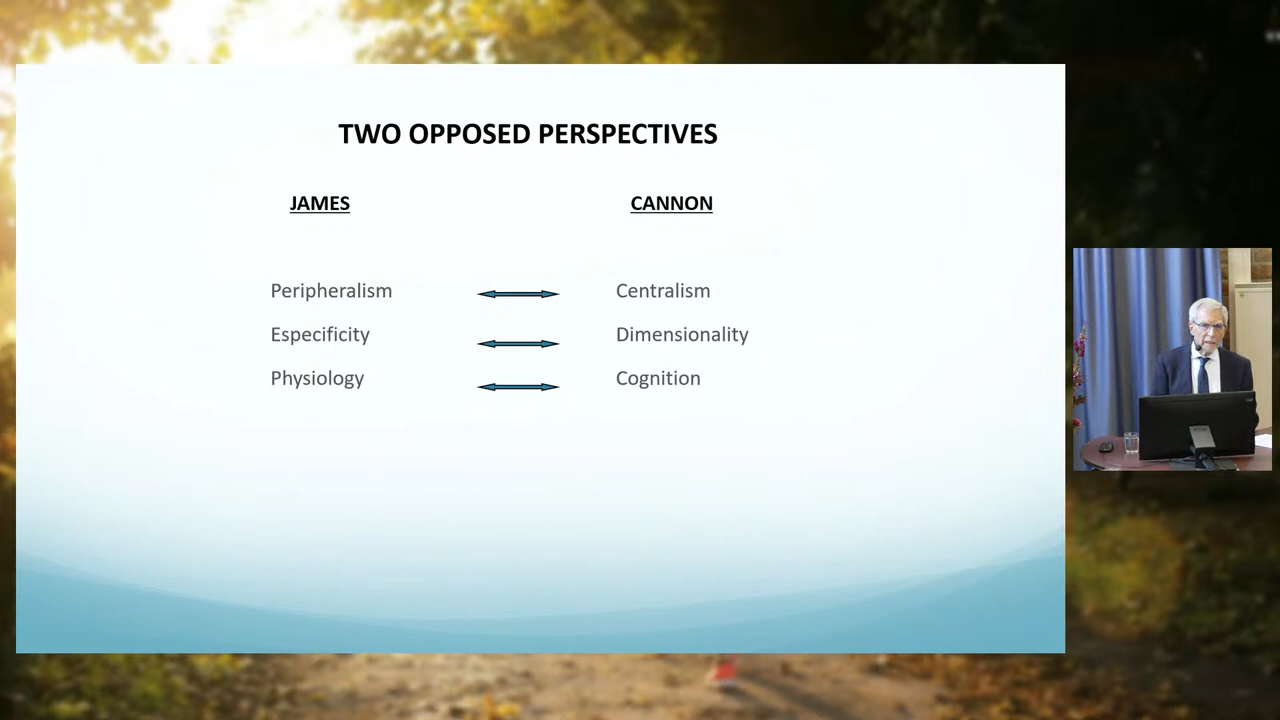 TWO OPPOSED PERSPECTIVES
JAMES CANNON
Peripheralism Centralism
Especificity Dimensionality
Physiology Cognition